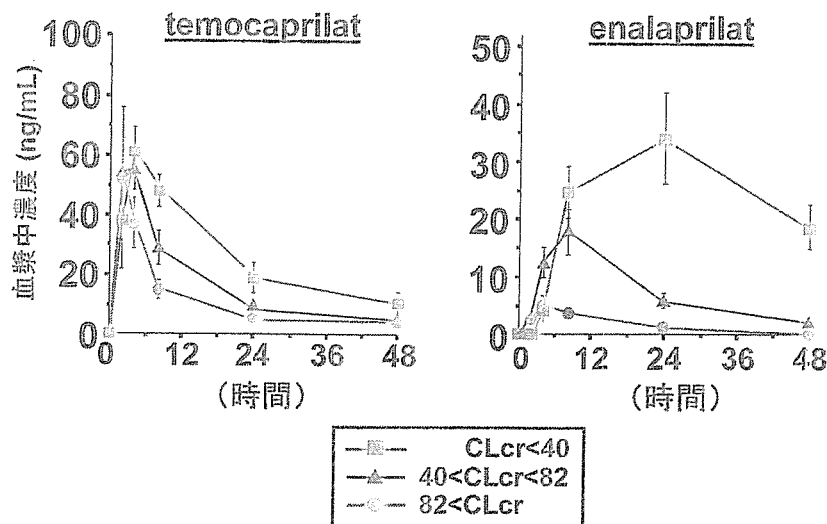 temocaprilat
血漿中濃度 (ng/mL)
100
80
60
40
20
0
0 12 24 36 48
(時間)
enalaprilat
50
40
30
20
10
0
0 12 24 36 48
(時間)
CLcr<40
40<CLcr<82
82<CLcr